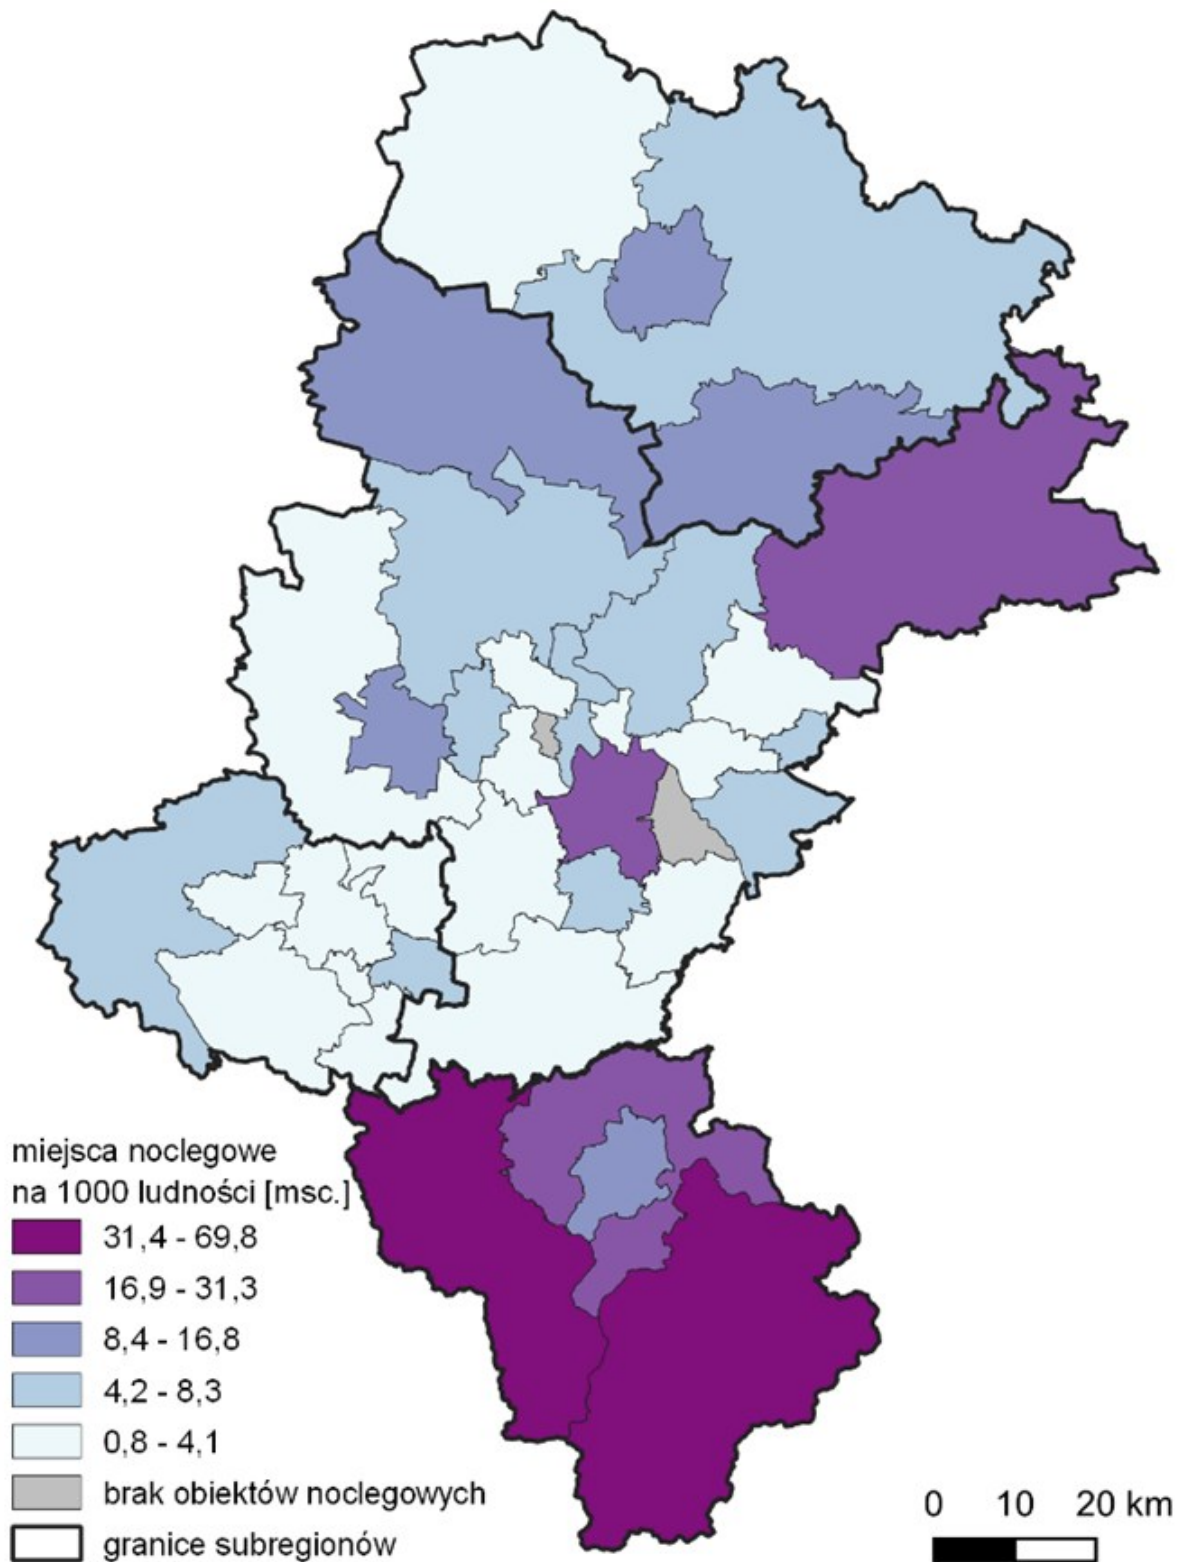 miejsca noclegowe
na 1000 ludności [msc.]
31,4 - 69,8
16,9 - 31,3
8,4 - 16,8
4,2 - 8,3
0,8 - 4,1
brak obiektów noclegowych
granice subregionów
0 10 20 km